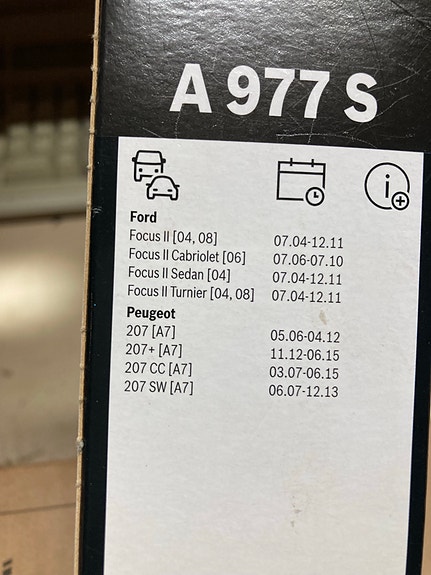 A 977 S
Ford
Focus II [04, 08] 07.04-12.11
Focus II Cabriolet [06] 07.06-07.10
Focus II Sedan [04] 07.04-12.11
Focus II Turnier [04, 08] 07.04-12.11
Peugeot
207 [A7] 05.06-04.12
207+ [A7] 11.12-06.15
207 CC [A7] 03.07-06.15
207 SW [A7] 06.07-12.13